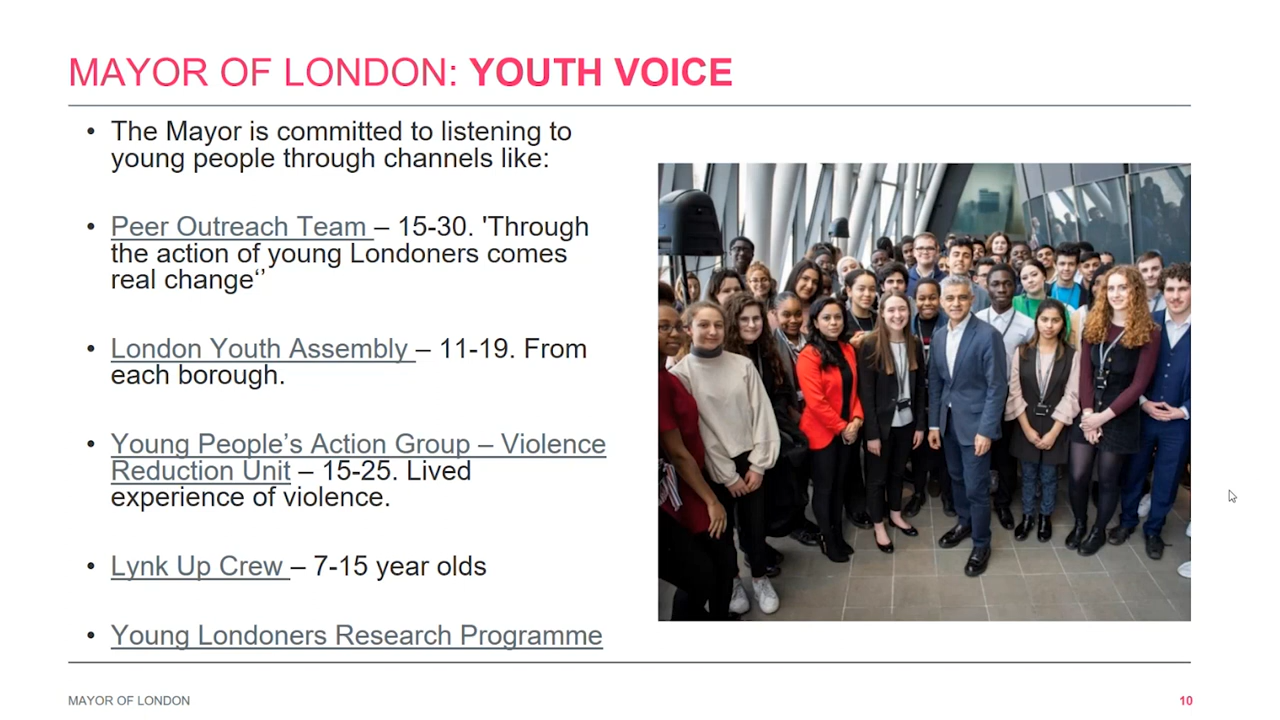 MAYOR OF LONDON: YOUTH VOICE
• The Mayor is committed to listening to
young people through channels like:
• Peer Outreach Team – 15-30. 'Through
the action of young Londoners comes
real change‘’
• London Youth Assembly – 11-19. From
each borough.
• Young People’s Action Group – Violence
Reduction Unit – 15-25. Lived
experience of violence.
• Lynk Up Crew – 7-15 year olds
• Young Londoners Research Programme
MAYOR OF LONDON
10